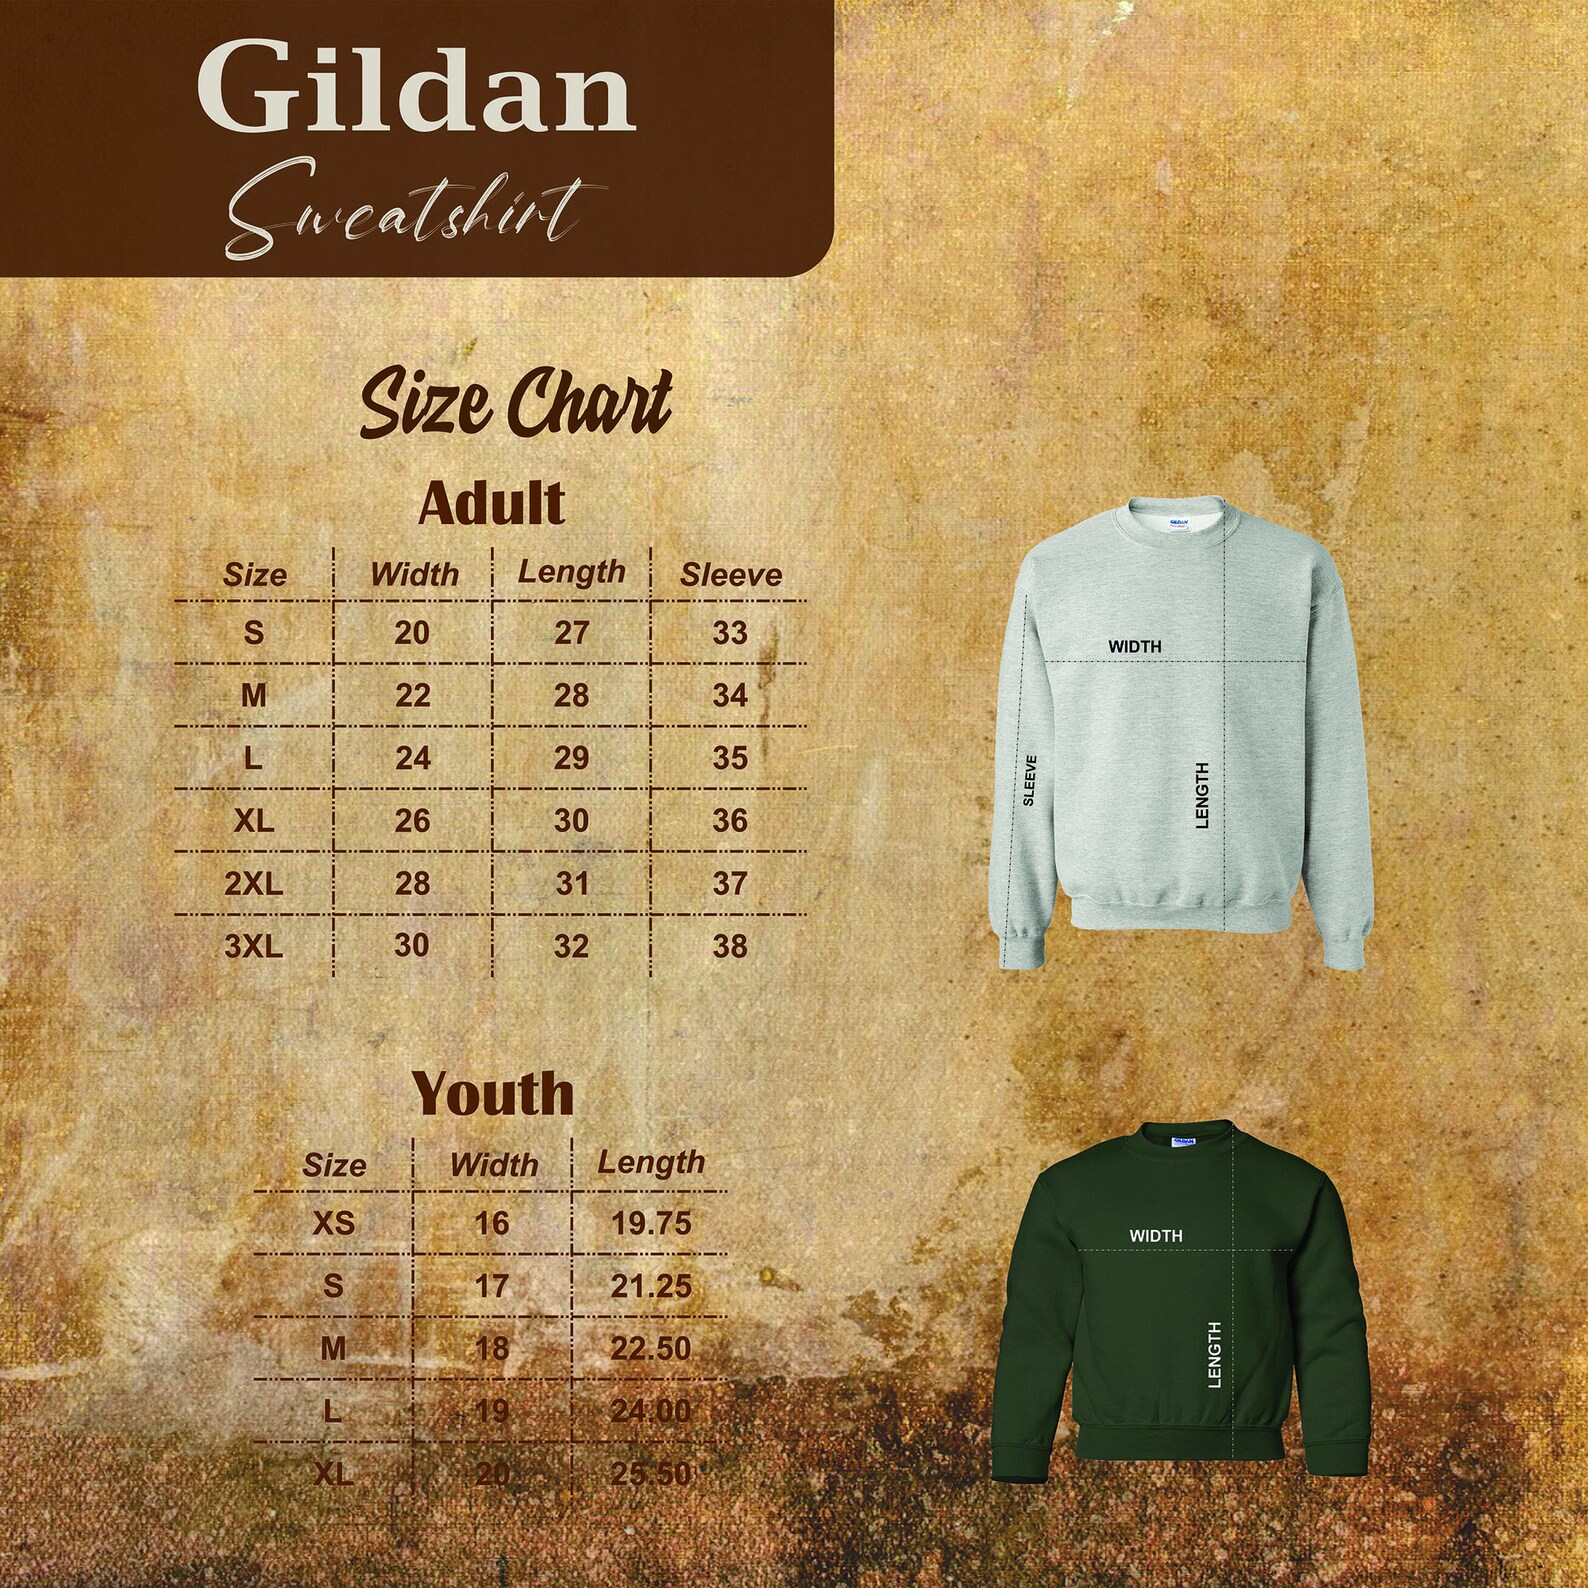 Gildan
Sweatshirt
Size Chart
Adult
Size Width Length Sleeve
S 20 27 33
M 22 28 34
L 24 29 35
XL 26 30 36
2XL 28 31 37
3XL 30 32 38
GILDAN
WIDTH
SLEEVE
LENGTH
Youth
Size Width Length
XS 16 19.75
S 17 21.25
M 18 22.50
L 19 24.00
XL 20 25.50
GILDAN
WIDTH
LENGTH